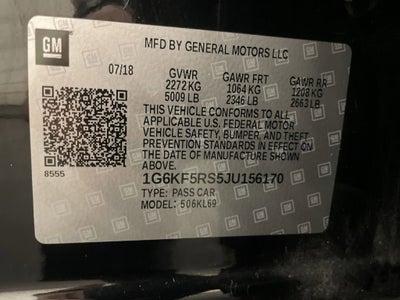 GM
MFD BY GENERAL MOTORS LLC
07/18
GVWR GAWR FRT GAWR RR
2272 KG 1064 KG 1208 KG
5009 LB 2346 LB 2663 LB
THIS VEHICLE CONFORMS TO ALL
APPLICABLE U.S. FEDERAL MOTOR
VEHICLE SAFETY, BUMPER, AND THEFT
PREVENTION STANDARDS IN EFFECT ON
THE DATE OF MANUFACTURE SHOWN
ABOVE.
8555
1G6KF5RS5JU156170
TYPE: PASS CAR
MODEL: 506KL69